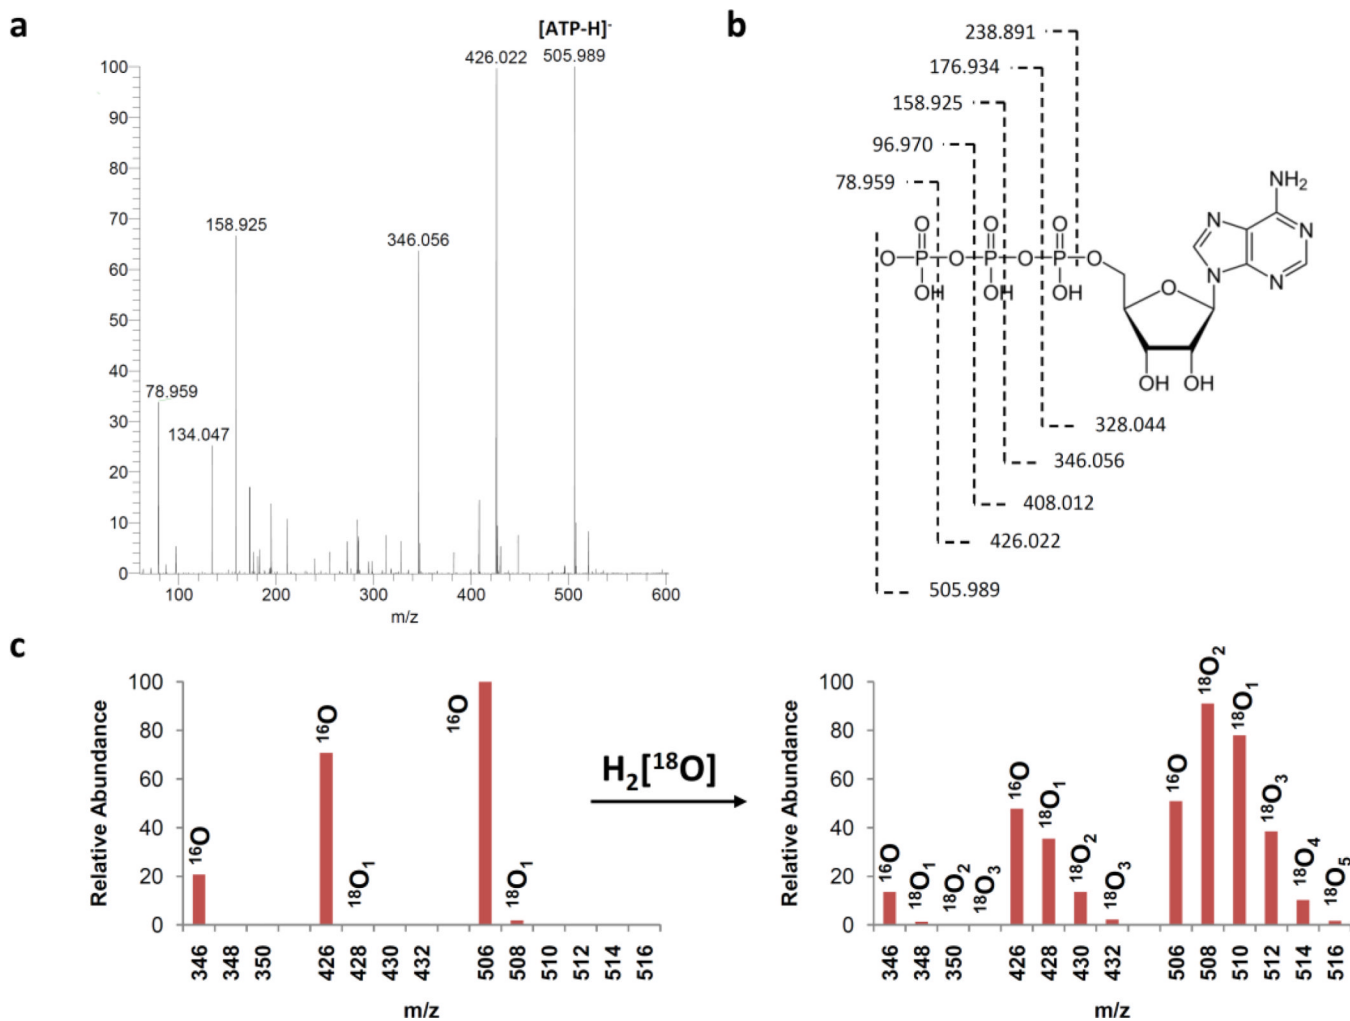 a
[ATP-H]-
426.022
505.989
100
90
80
70
60
50
40
30
20
10
0
158.925
346.056
78.959
134.047
100
200
300
400
500
600
m/z
b
238.891
176.934
158.925
96.970
78.959
NH2
N
N
N
N
O
O
O
O
P
O
P
O
P
O
OH
OH
OH
O
OH
OH
328.044
346.056
408.012
426.022
505.989
c
Relative Abundance
100
80
60
40
20
0
16O
16O
18O1
16O
18O1
346
348
350
426
428
430
432
506
508
510
512
514
516
m/z
H2[18O]
Relative Abundance
100
80
60
40
20
0
16O
18O1
18O2
18O3
16O
18O1
18O2
18O3
16O
18O2
18O1
18O3
18O4
18O5
346
348
350
426
428
430
432
506
508
510
512
514
516
m/z